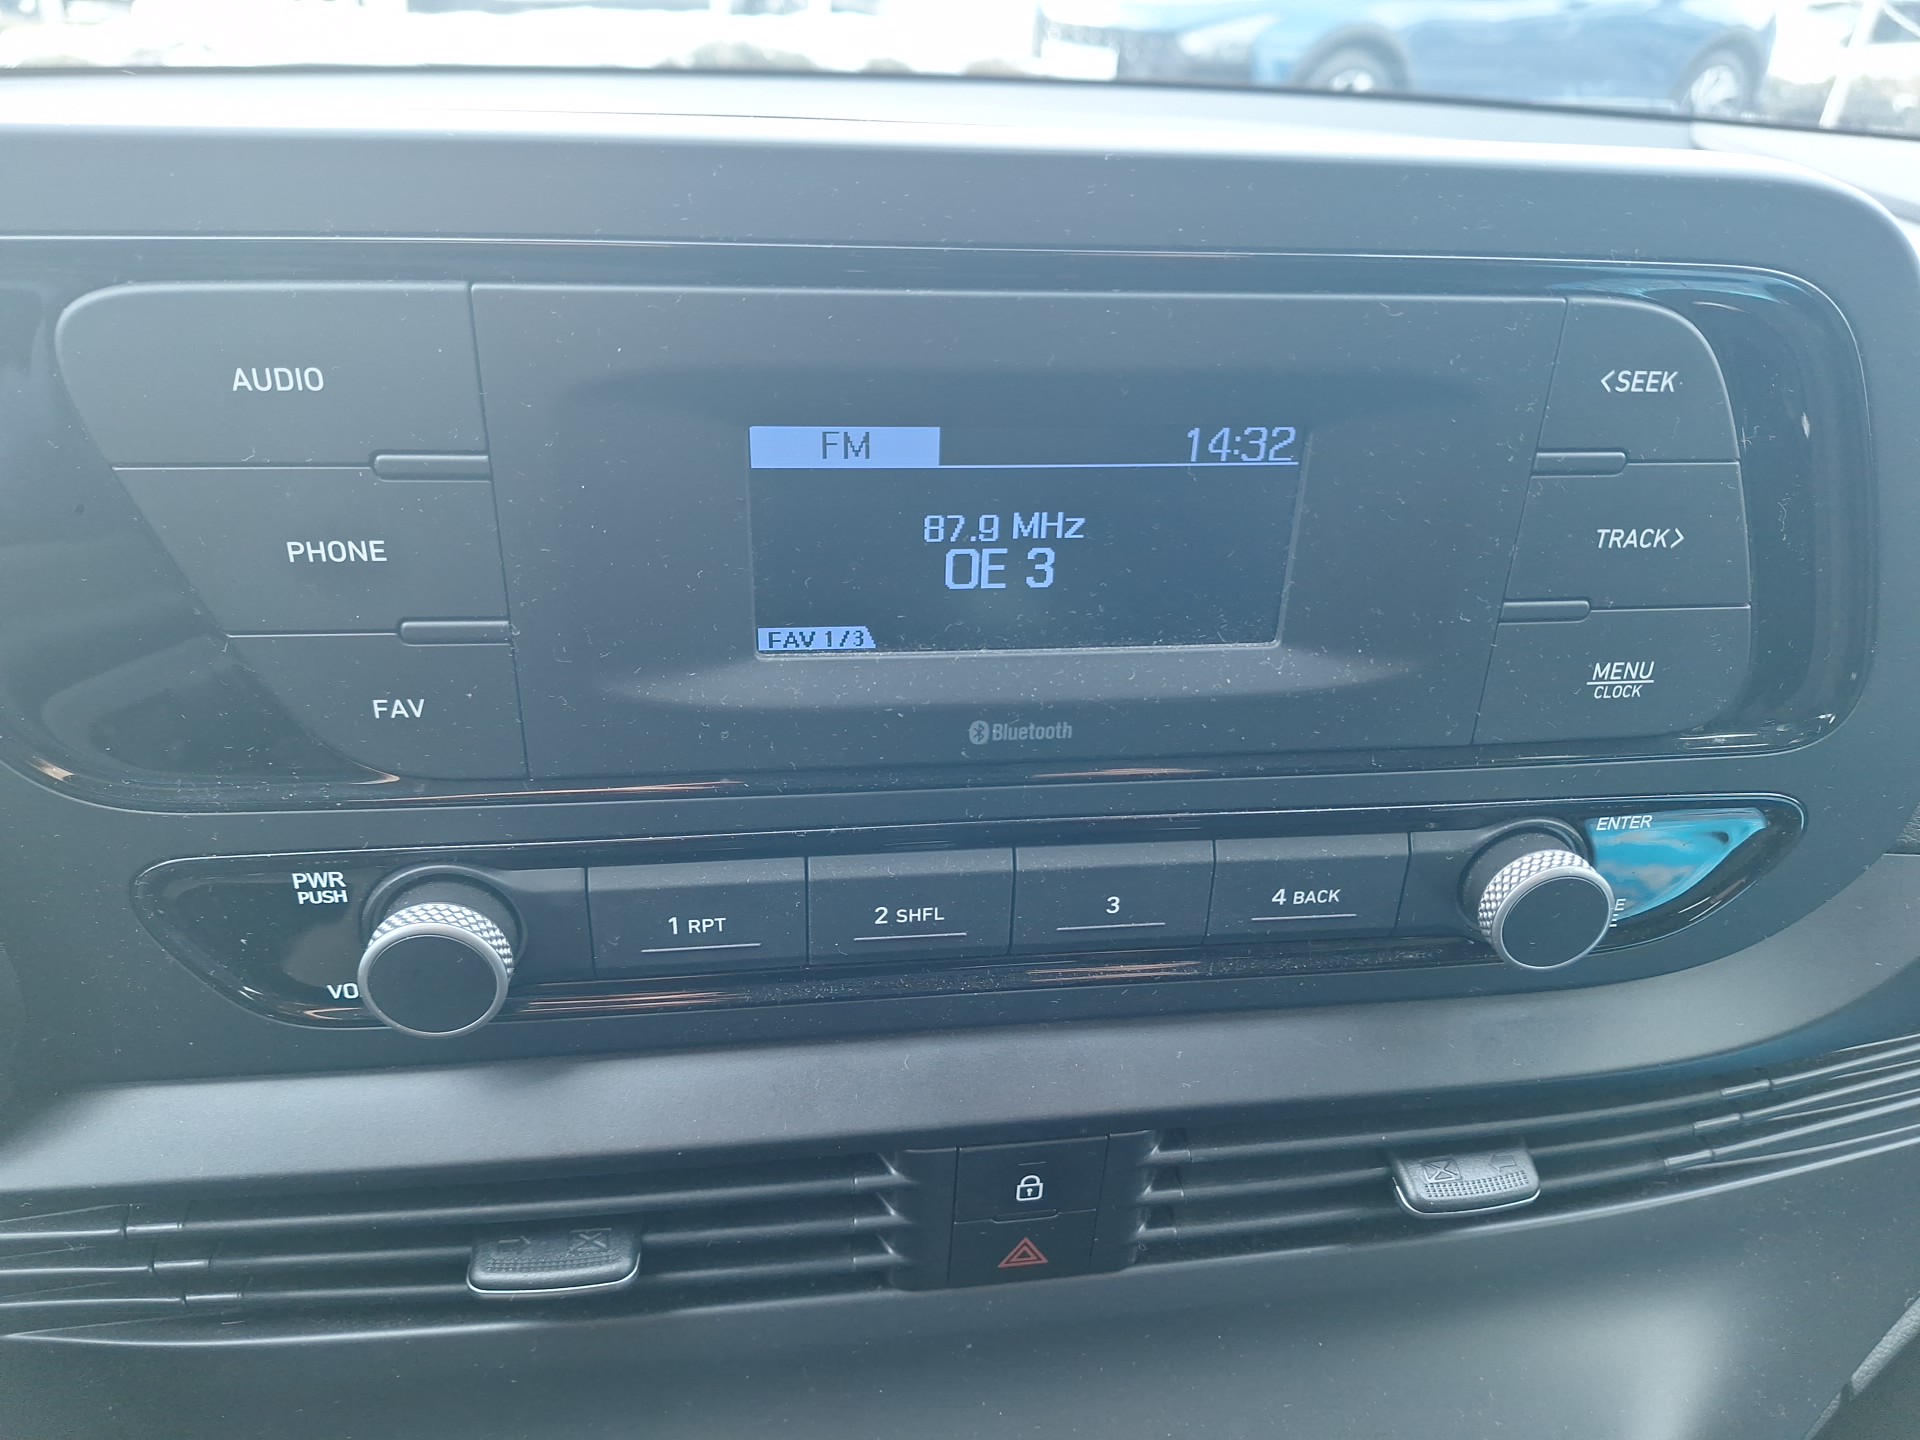 AUDIO
PHONE
FAV
FM 14:32
87.9 MHz
OE 3
FAV 1/3
Bluetooth
<SEEK
TRACK>
MENU
CLOCK
PWR
PUSH
VO
1 RPT
2 SHFL
3
4 BACK
ENTER
E
E